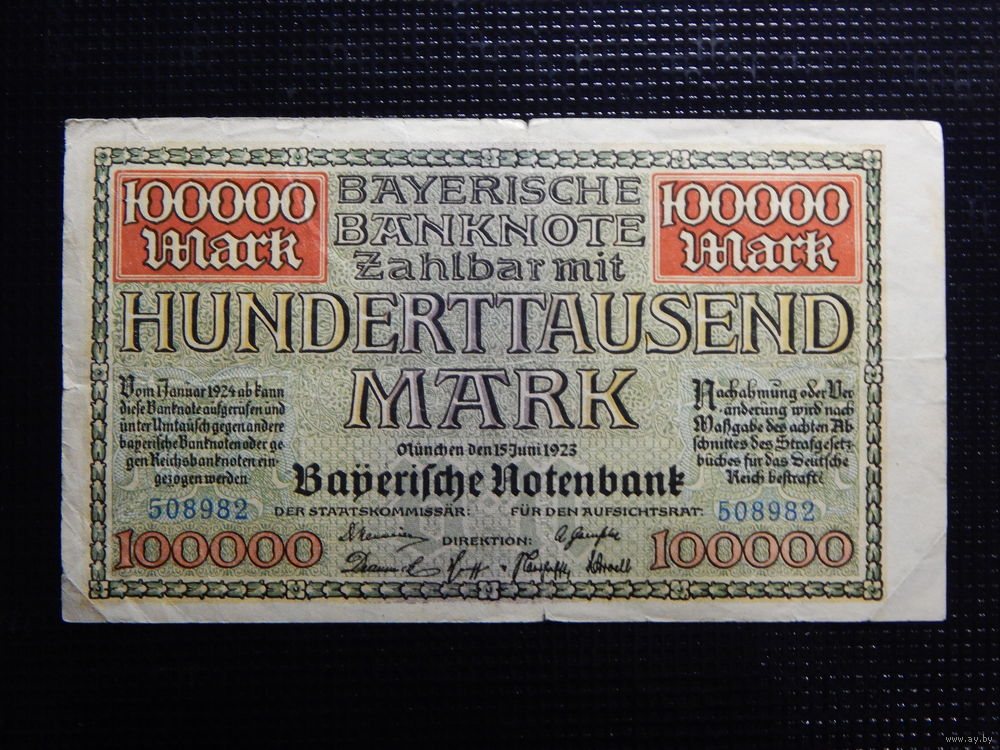 100000
Mark
BAYERISCHE
BANKNOTE
Zahlbar mit
100000
Mark
HUNDERTTAUSEND
MARK
Vom 1 Januar 1924 ab kann
diese Banknote aufgerufen und
unter Umtausch gegen andere
bayerische Banknoten oder ge-
gen Reichsbanknoten ein-
gezogen werden
Nachahmung oder Ver-
änderung wird nach
Maßgabe des achten Ab-
schnittes des Strafgesetz-
buches für das Deutsche
Reich bestraft
München den 15 Juni 1923
Bayerische Notenbank
508982
DER STAATSKOMMISSÄR:
FÜR DEN AUFSICHTSRAT:
508982
DIREKTION:
100000
100000
www.ay.by